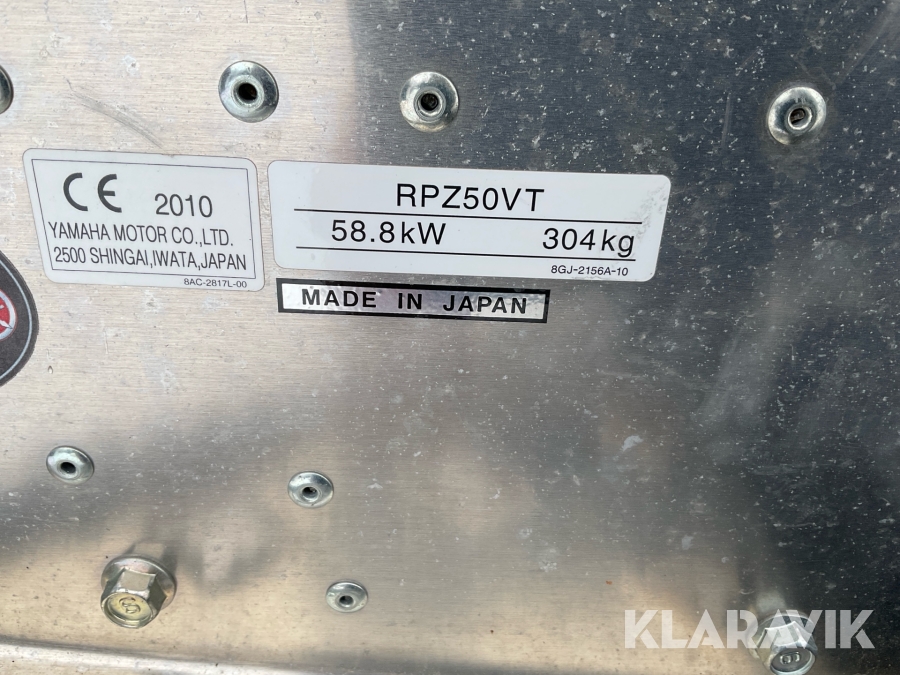 CE 2010
YAMAHA MOTOR CO.,LTD.
2500 SHINGAI,IWATA,JAPAN
8AC-2817L-00
RPZ50VT
58.8kW 304kg
8GJ-2156A-10
MADE IN JAPAN
KLARAVIK